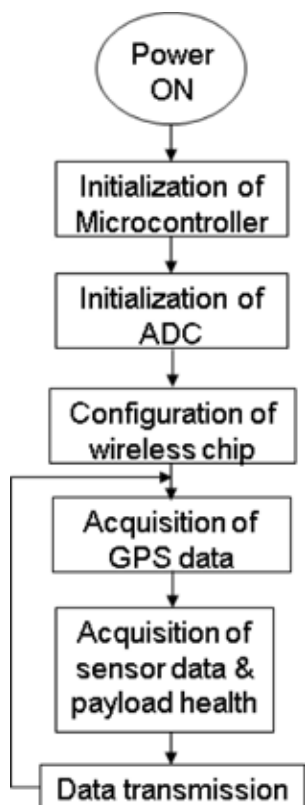 Power
ON
Initialization of
Microcontroller
Initialization of
ADC
Configuration of
wireless chip
Acquisition of
GPS data
Acquisition of
sensor data &
payload health
Data transmission